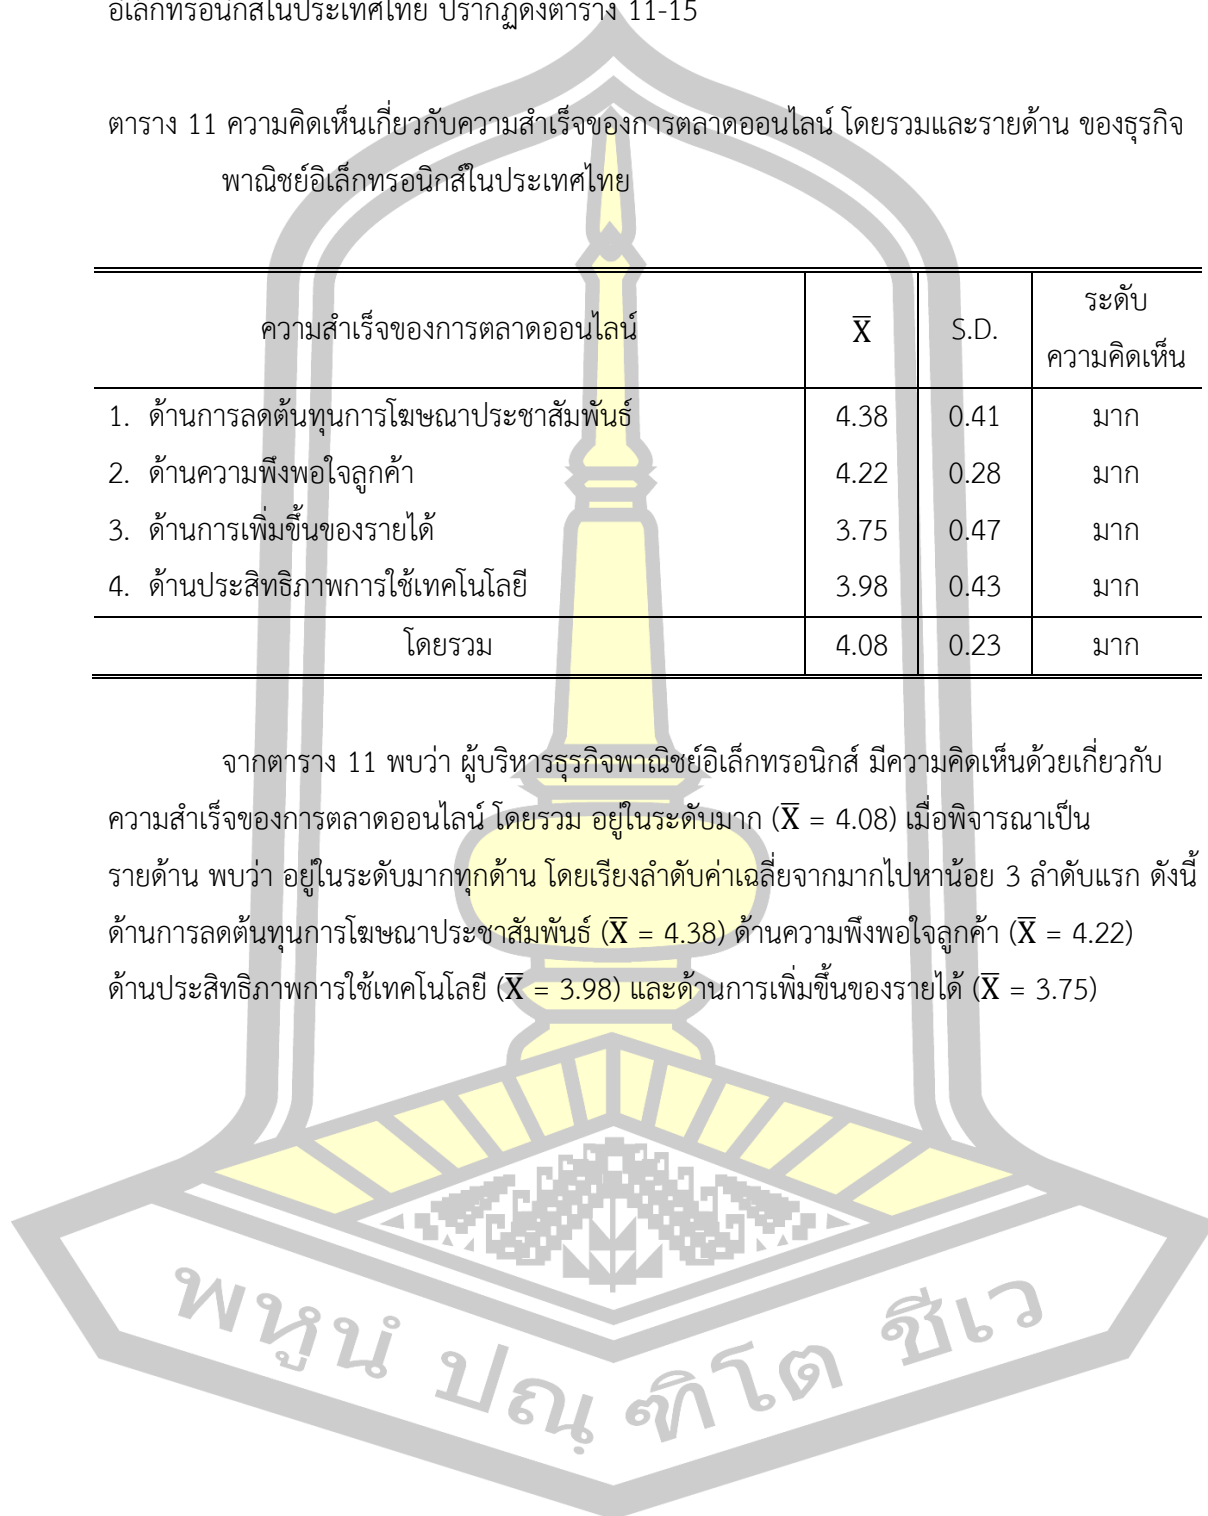 อิเล็กทรอนิกส์ในประเทศไทย ปรากฏดังตาราง 11-15
ตาราง 11 ความคิดเห็นเกี่ยวกับความสำเร็จของการตลาดออนไลน์ โดยรวมและรายด้าน ของธุรกิจ
พาณิชย์อิเล็กทรอนิกส์ในประเทศไทย
ความสำเร็จของการตลาดออนไลน์ X̅ S.D. ระดับ
ความคิดเห็น
1. ด้านการลดต้นทุนการโฆษณาประชาสัมพันธ์ 4.38 0.41 มาก
2. ด้านความพึงพอใจลูกค้า 4.22 0.28 มาก
3. ด้านการเพิ่มขึ้นของรายได้ 3.75 0.47 มาก
4. ด้านประสิทธิภาพการใช้เทคโนโลยี 3.98 0.43 มาก
โดยรวม 4.08 0.23 มาก
จากตาราง 11 พบว่า ผู้บริหารธุรกิจพาณิชย์อิเล็กทรอนิกส์ มีความคิดเห็นด้วยเกี่ยวกับ
ความสำเร็จของการตลาดออนไลน์ โดยรวม อยู่ในระดับมาก (X̅ = 4.08) เมื่อพิจารณาเป็น
รายด้าน พบว่า อยู่ในระดับมากทุกด้าน โดยเรียงลำดับค่าเฉลี่ยจากมากไปหาน้อย 3 ลำดับแรก ดังนี้
ด้านการลดต้นทุนการโฆษณาประชาสัมพันธ์ (X̅ = 4.38) ด้านความพึงพอใจลูกค้า (X̅ = 4.22)
ด้านประสิทธิภาพการใช้เทคโนโลยี (X̅ = 3.98) และด้านการเพิ่มขึ้นของรายได้ (X̅ = 3.75)
พหูนํ ปณฺฑิโต ชีเว